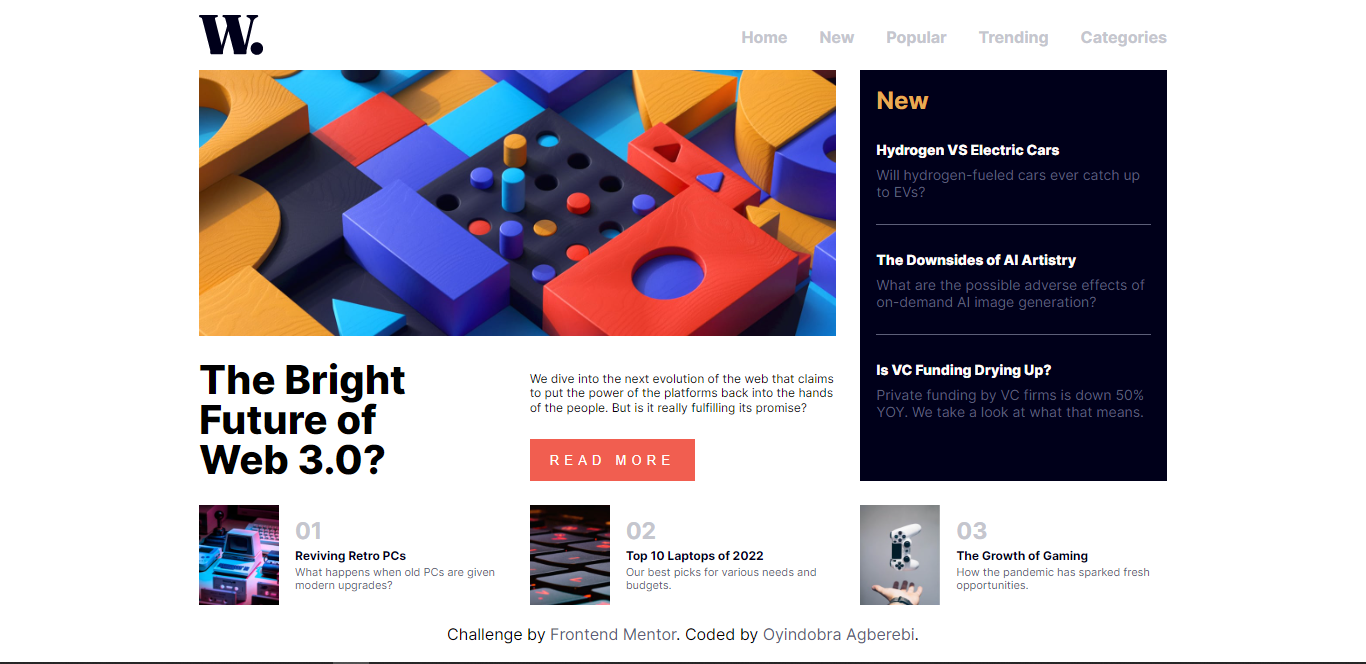 W.
Home New Popular Trending Categories
New
Hydrogen VS Electric Cars
Will hydrogen-fueled cars ever catch up
to EVs?
The Downsides of AI Artistry
What are the possible adverse effects of
on-demand AI image generation?
Is VC Funding Drying Up?
Private funding by VC firms is down 50%
YOY. We take a look at what that means.
The Bright
Future of
Web 3.0?
We dive into the next evolution of the web that claims
to put the power of the platforms back into the hands
of the people. But is it really fulfilling its promise?
READ MORE
01
Reviving Retro PCs
What happens when old PCs are given
modern upgrades?
02
Top 10 Laptops of 2022
Our best picks for various needs and
budgets.
03
The Growth of Gaming
How the pandemic has sparked fresh
opportunities.
Challenge by Frontend Mentor. Coded by Oyindobra Agberebi.